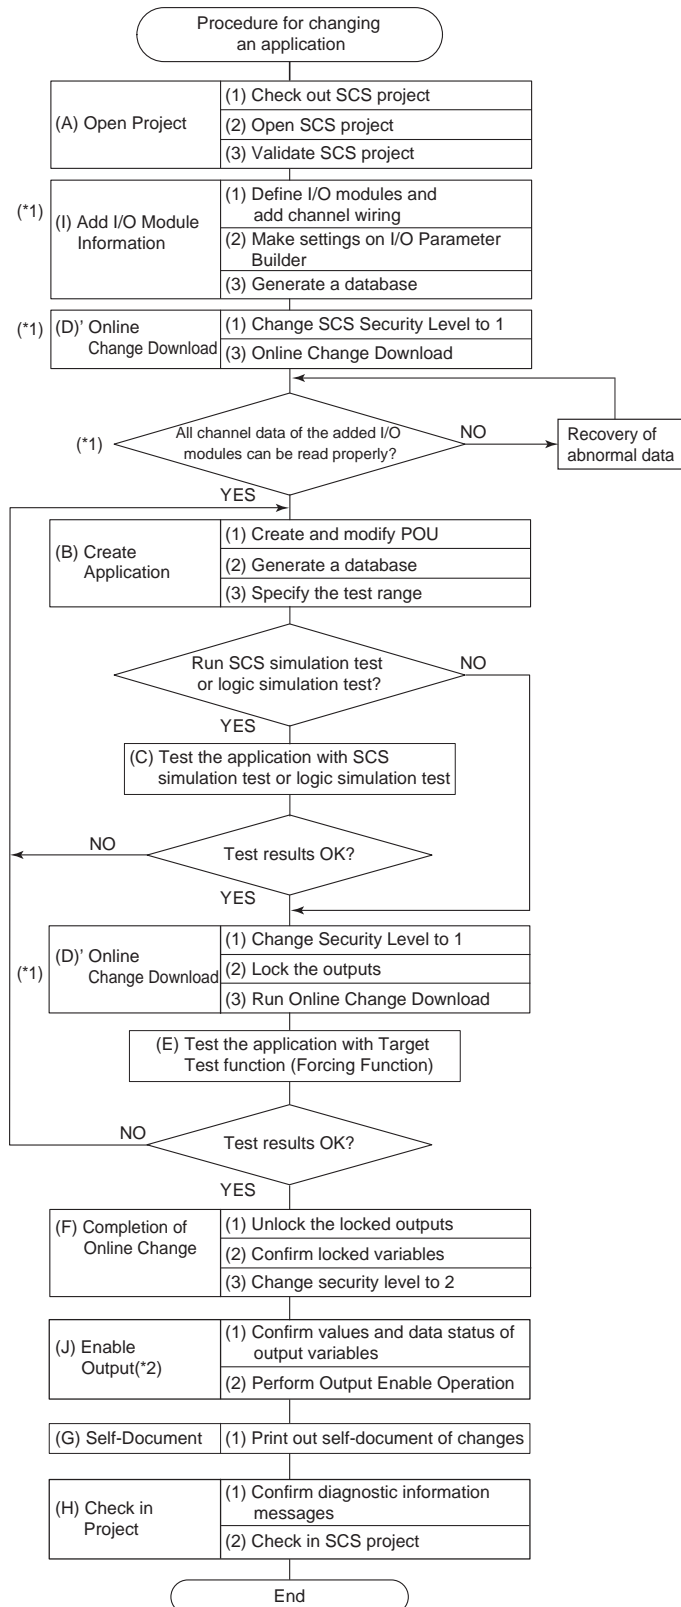 Procedure for changing
an application
(A) Open Project
(1) Check out SCS project
(2) Open SCS project
(3) Validate SCS project
(*1)
(I) Add I/O Module
Information
(1) Define I/O modules and
add channel wiring
(2) Make settings on I/O Parameter
Builder
(3) Generate a database
(*1)
(D)' Online
Change Download
(1) Change SCS Security Level to 1
(3) Online Change Download
(*1)
All channel data of the added I/O
modules can be read properly?
NO
Recovery of
abnormal data
YES
(B) Create
Application
(1) Create and modify POU
(2) Generate a database
(3) Specify the test range
Run SCS simulation test
or logic simulation test?
NO
YES
(C) Test the application with SCS
simulation test or logic simulation test
NO
Test results OK?
YES
(*1)
(D)' Online
Change Download
(1) Change Security Level to 1
(2) Lock the outputs
(3) Run Online Change Download
(E) Test the application with Target
Test function (Forcing Function)
NO
Test results OK?
YES
(F) Completion of
Online Change
(1) Unlock the locked outputs
(2) Confirm locked variables
(3) Change security level to 2
(J) Enable
Output(*2)
(1) Confirm values and data status of
output variables
(2) Perform Output Enable Operation
(G) Self-Document
(1) Print out self-document of changes
(H) Check in
Project
(1) Confirm diagnostic information
messages
(2) Check in SCS project
End